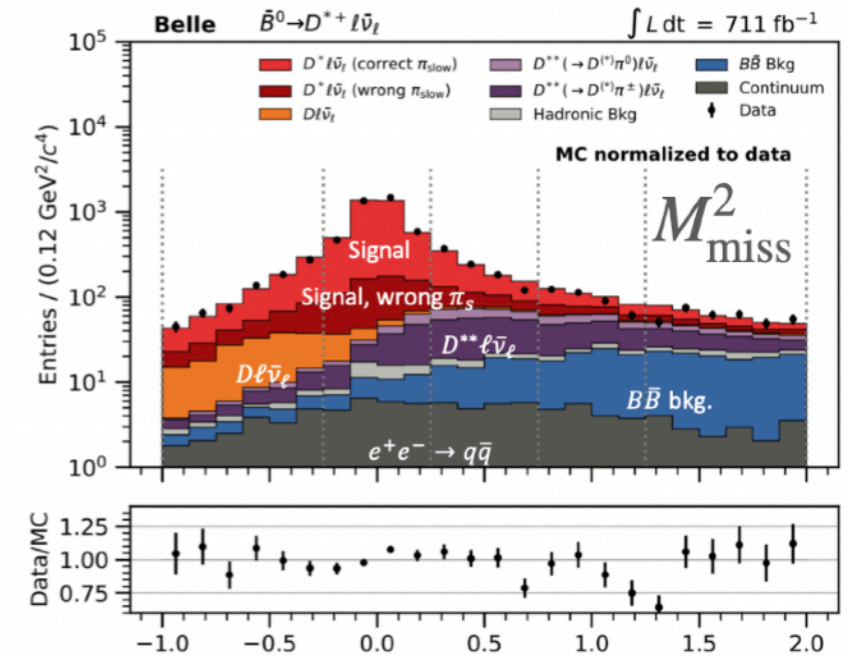 Belle B̄⁰→D*⁺ℓν̄ℓ ∫ L dt = 711 fb⁻¹
D*ℓν̄ℓ (correct πslow)
D*ℓν̄ℓ (wrong πslow)
Dℓν̄ℓ
D**(→D(*)π⁰)ℓν̄ℓ
D**(→D(*)π±)ℓν̄ℓ
Hadronic Bkg
BB̄ Bkg
Continuum
Data
MC normalized to data
M²miss
Signal
Signal, wrong πs
D**ℓν̄ℓ
Dℓν̄ℓ
BB̄ bkg.
e⁺e⁻ → qq̄
Entries / (0.12 GeV²/c⁴)
10⁵
10⁴
10³
10²
10¹
10⁰
Data/MC
1.25
1.00
0.75
−1.0 −0.5 0.0 0.5 1.0 1.5 2.0